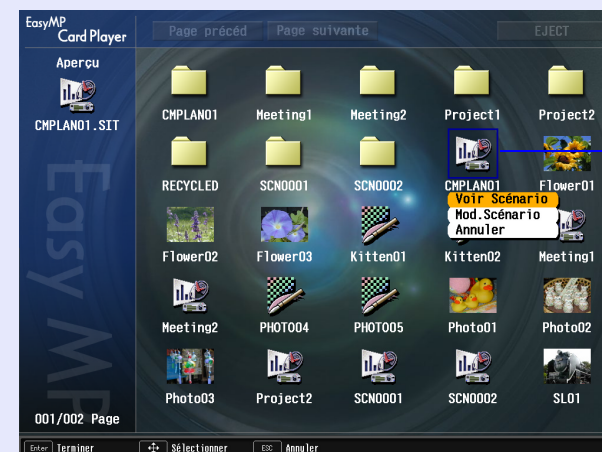 EasyMP
Card Player
Page précéd Page suivante EJECT
Aperçu
CMPLAN01.SIT
CMPLAN01 Meeting1 Meeting2 Project1 Project2
RECYCLED SCN0001 SCN0002 CMPLAN01 Flower01
Voir Scénario
Mod.Scénario
Annuler
Flower02 Flower03 Kitten01 Kitten02 Meeting1
Meeting2 PHOTO04 PHOTO05 Photo01 Photo02
Photo03 Project2 SCN0001 SCN0002 SL01
Easy MP
001/002 Page
Enter Terminer Sélectionner ESC Annuler